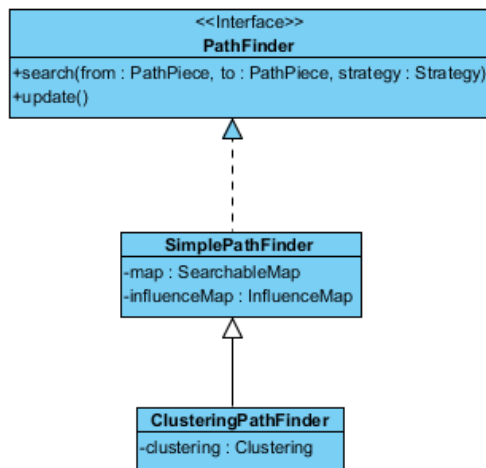 <<Interface>>
PathFinder
+search(from : PathPiece, to : PathPiece, strategy : Strategy)
+update()
SimplePathFinder
-map : SearchableMap
-influenceMap : InfluenceMap
ClusteringPathFinder
-clustering : Clustering